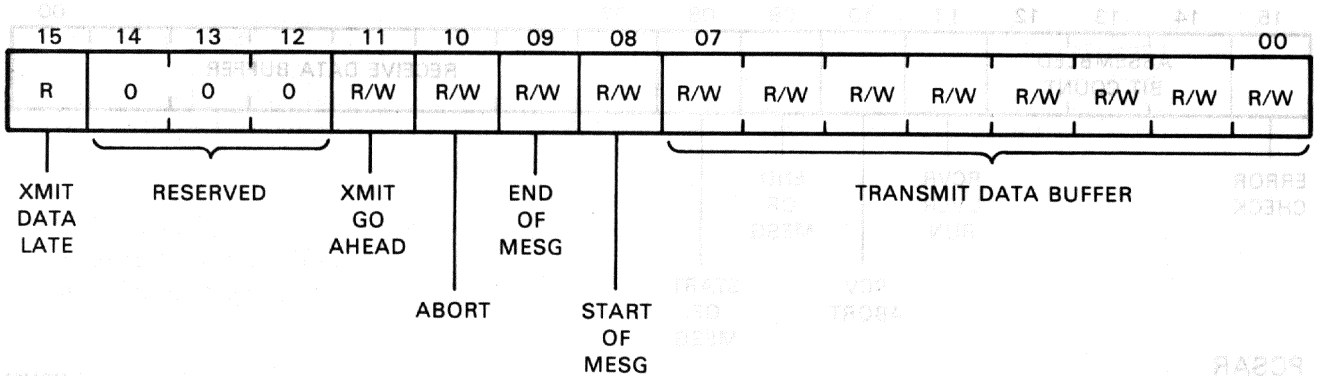 15 14 13 12 11 10 09 08 07 00
R 0 0 0 R/W R/W R/W R/W R/W R/W R/W R/W R/W R/W R/W R/W
XMIT DATA LATE
RESERVED
XMIT GO AHEAD
ABORT
END OF MESG
START OF MESG
TRANSMIT DATA BUFFER